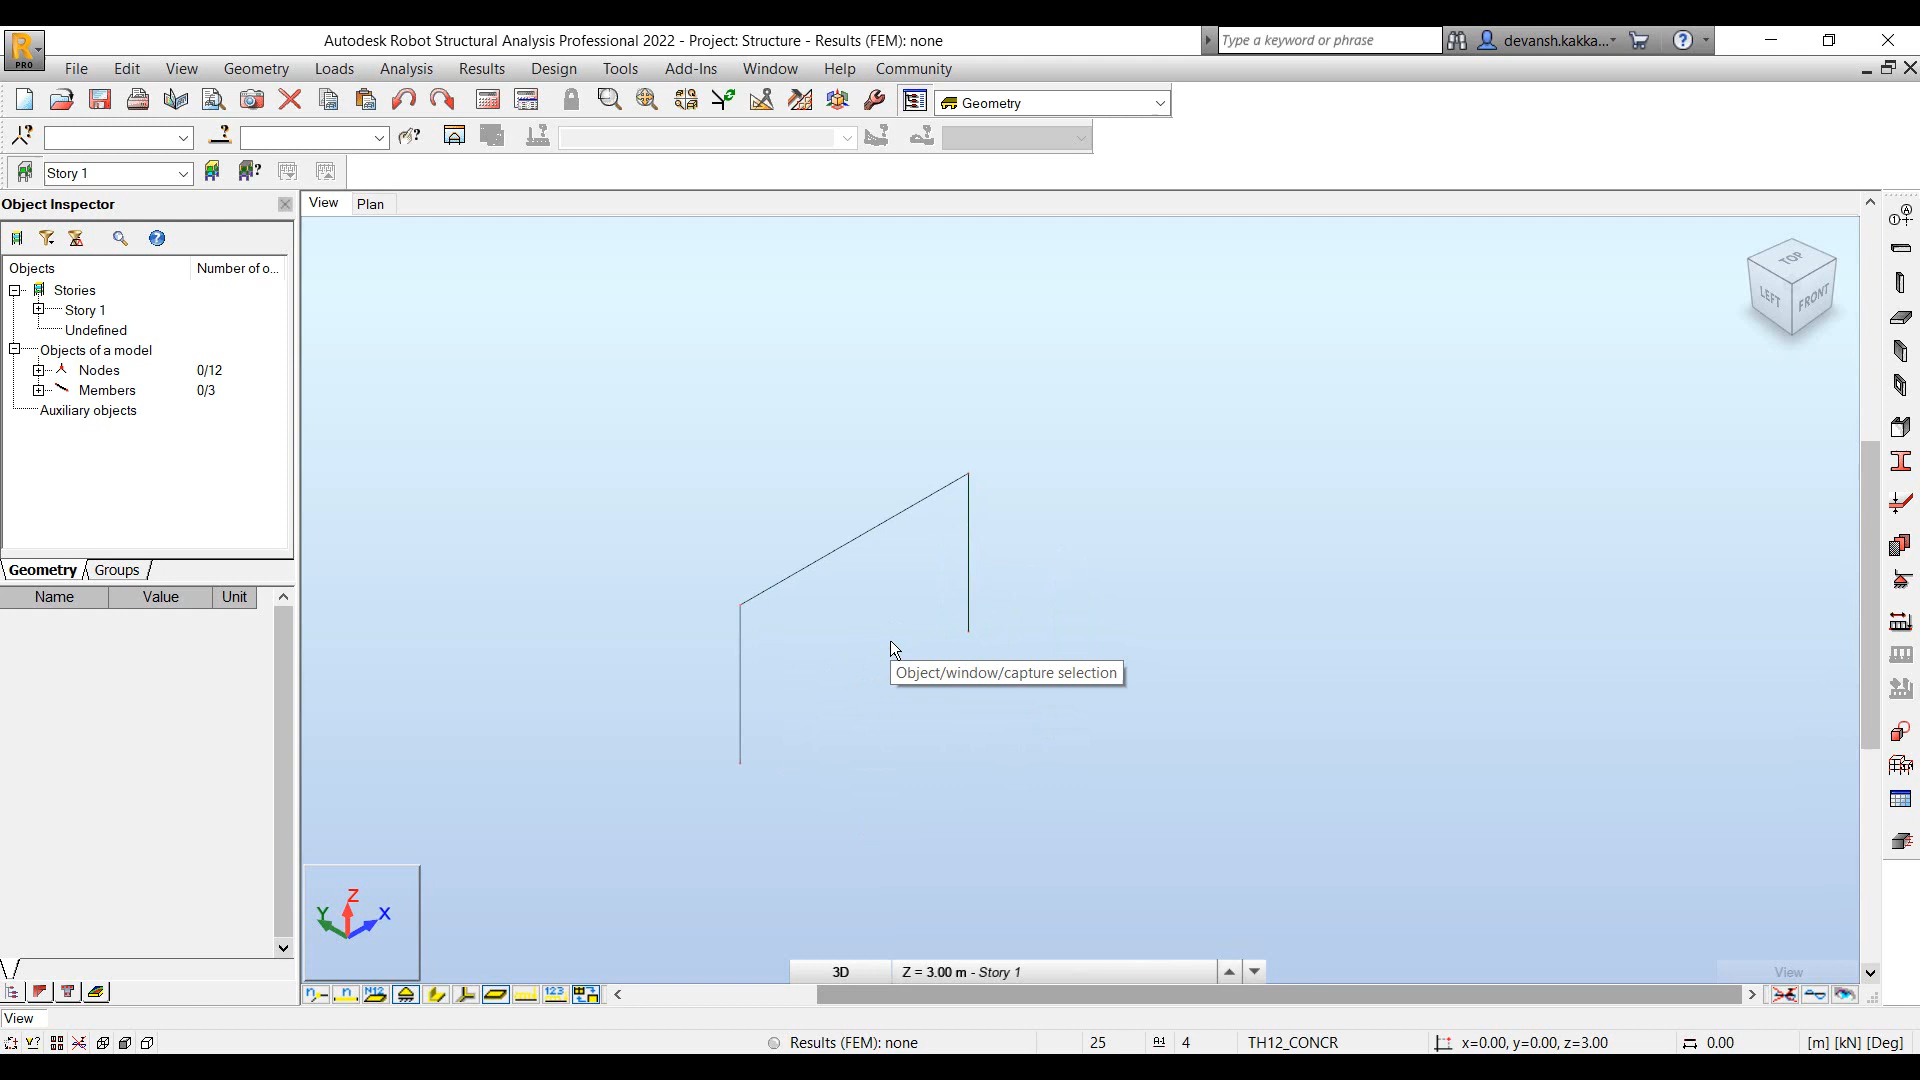 PRO
Autodesk Robot Structural Analysis Professional 2022 - Project: Structure - Results (FEM): none
Type a keyword or phrase
devansh.kakka...
File Edit View Geometry Loads Analysis Results Design Tools Add-Ins Window Help Community
Geometry
Story 1
Object Inspector
View Plan
Objects Number of o...
Stories
Story 1
Undefined
Objects of a model
Nodes 0/12
Members 0/3
Auxiliary objects
Geometry Groups
Name Value Unit
TOP
LEFT FRONT
Object/window/capture selection
Z
Y X
3D Z = 3.00 m - Story 1
View
View
Results (FEM): none 25 4 TH12_CONCR x=0.00, y=0.00, z=3.00 0.00 [m] [kN] [Deg]